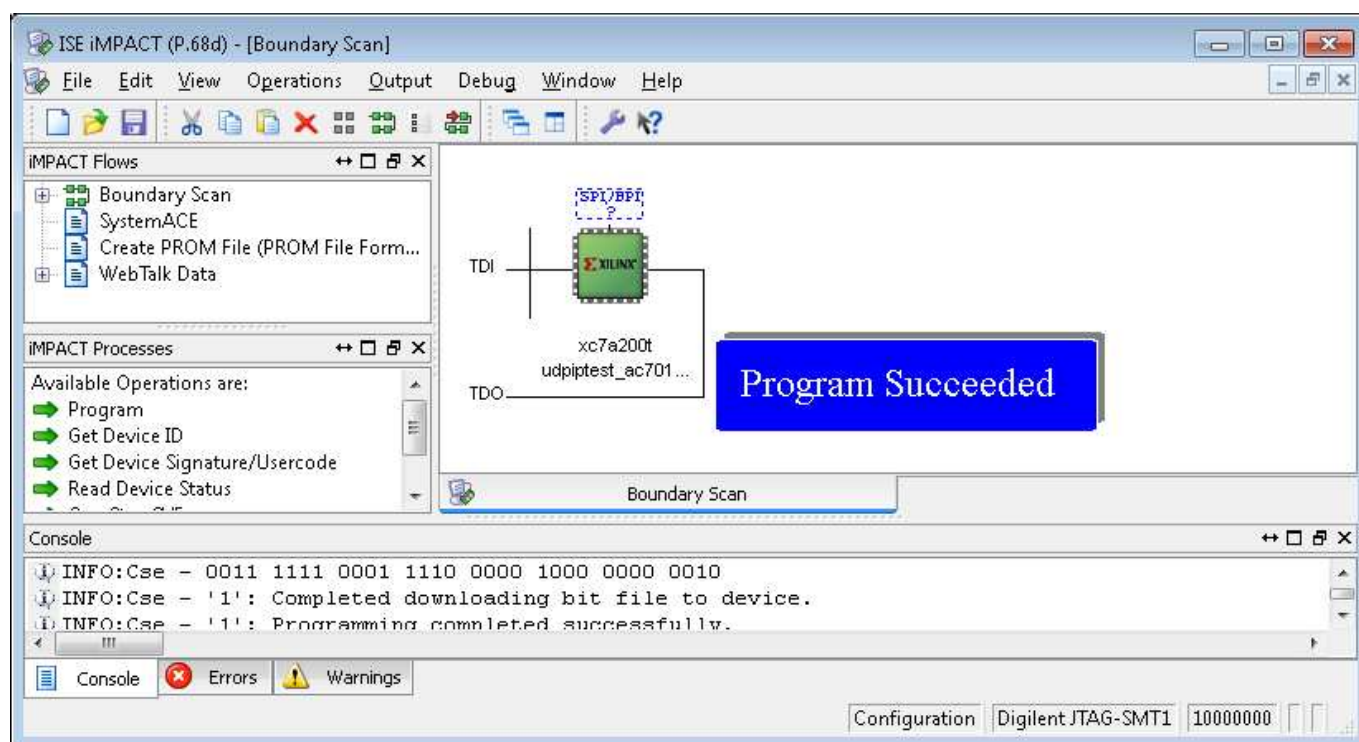 ISE iMPACT (P.68d) - [Boundary Scan]
File Edit View Operations Output Debug Window Help
iMPACT Flows
Boundary Scan
SystemACE
Create PROM File (PROM File Form...
WebTalk Data
iMPACT Processes
Available Operations are:
Program
Get Device ID
Get Device Signature/Usercode
Read Device Status
SPI/BPI
?
TDI
XILINX
xc7a200t
udpiptest_ac701...
TDO
Program Succeeded
Boundary Scan
Console
INFO:Cse - 0011 1111 0001 1110 0000 1000 0000 0010
INFO:Cse - '1': Completed downloading bit file to device.
INFO:Cse - '1': Programming completed successfully.
Console Errors Warnings
Configuration Digilent JTAG-SMT1 10000000